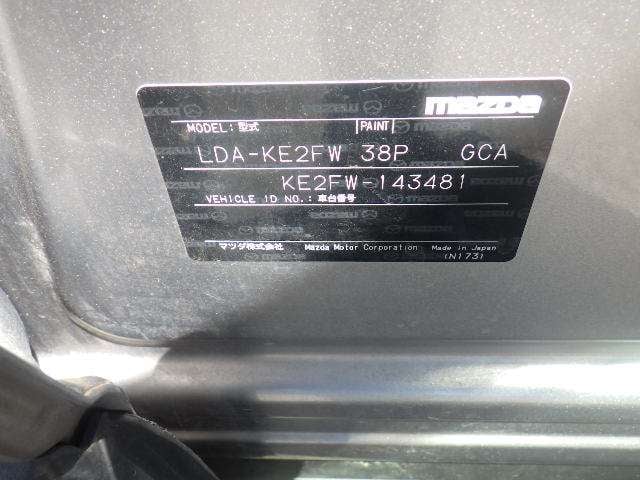 mazda
MODEL：型式 PAINT
LDA-KE2FW 38P GCA
KE2FW-143481
VEHICLE ID NO.：車台番号
マツダ株式会社 Mazda Motor Corporation Made in Japan
(N173)